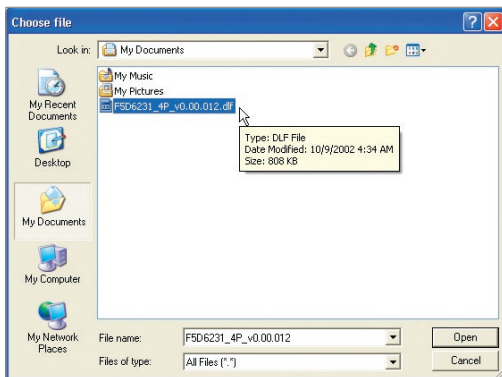 Choose file
Look in:
My Documents
My Recent
Documents
Desktop
My Documents
My Computer
My Network
Places
My Music
My Pictures
F5D6231_4P_v0.00.012.dlf
Type: DLF File
Date Modified: 10/9/2002 4:34 AM
Size: 808 KB
File name:
F5D6231_4P_v0.00.012
Open
Files of type:
All Files (*.*)
Cancel